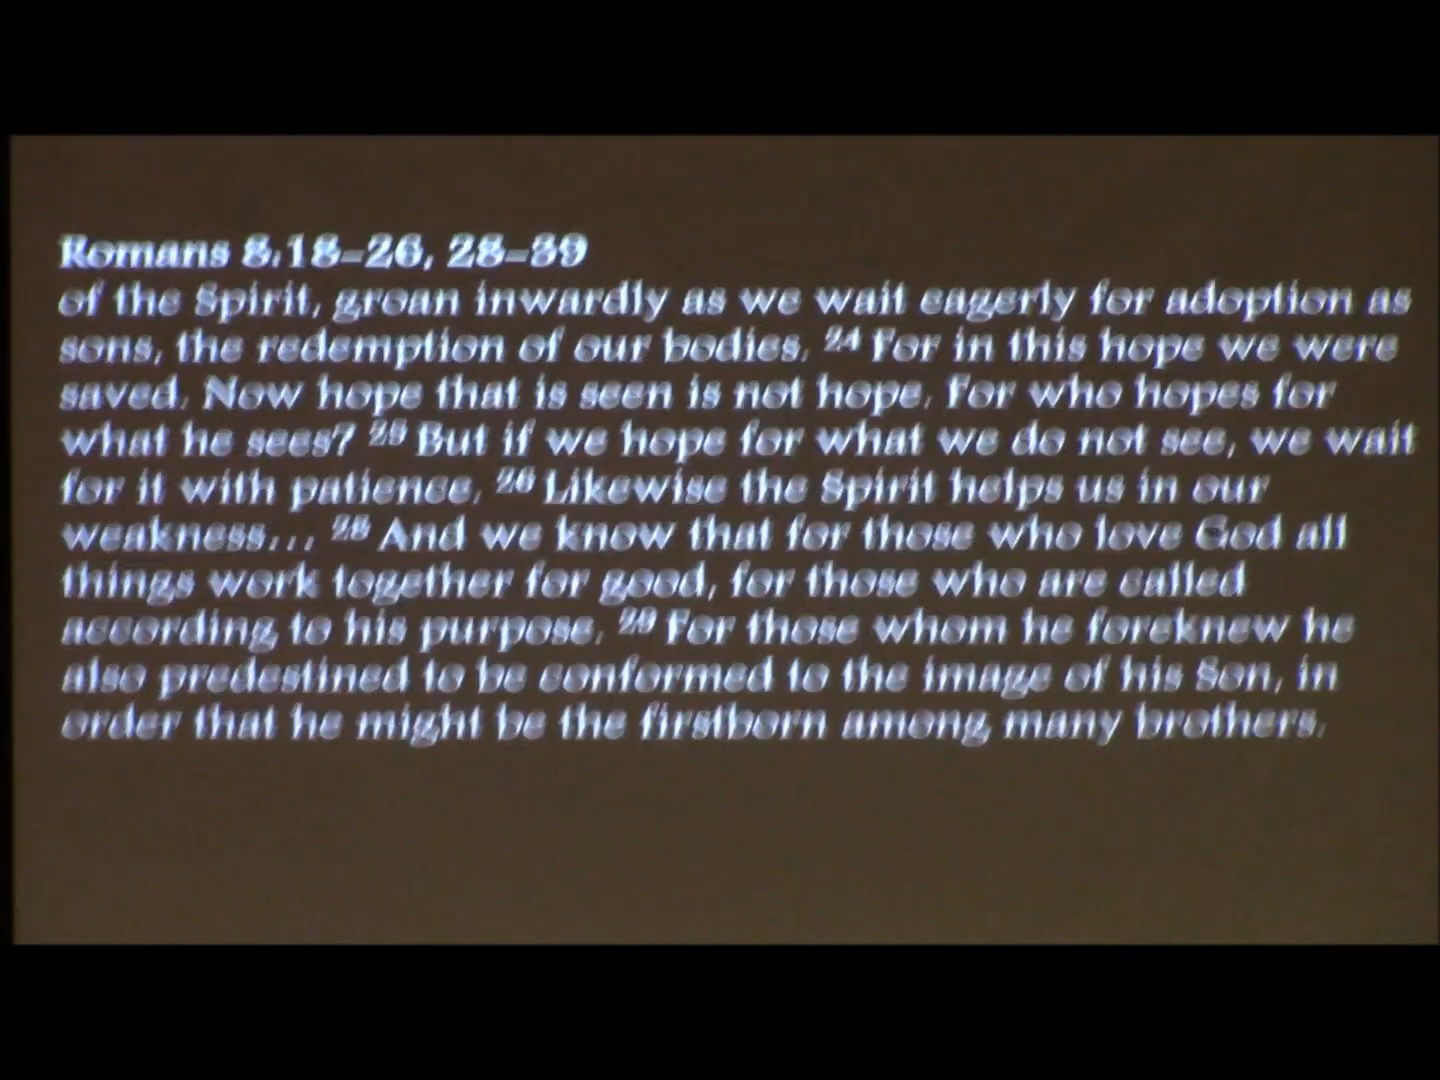 Romans 8:18–26, 28–39
of the Spirit, groan inwardly as we wait eagerly for adoption as
sons, the redemption of our bodies. 24 For in this hope we were
saved. Now hope that is seen is not hope. For who hopes for
what he sees? 25 But if we hope for what we do not see, we wait
for it with patience. 26 Likewise the Spirit helps us in our
weakness... 28 And we know that for those who love God all
things work together for good, for those who are called
according to his purpose. 29 For those whom he foreknew he
also predestined to be conformed to the image of his Son, in
order that he might be the firstborn among many brothers.